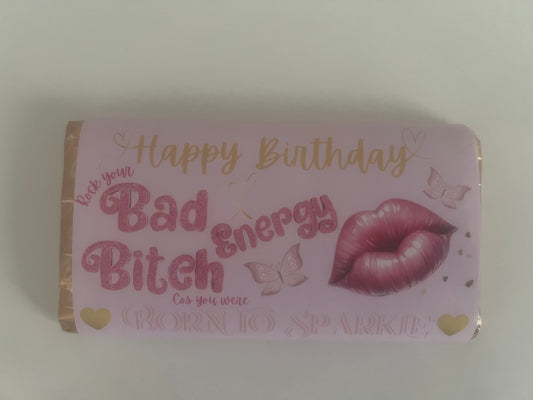 Happy Birthday
Rock your
Bad
Energy
Bitch
Cos you were
BORN TO SPARKLE